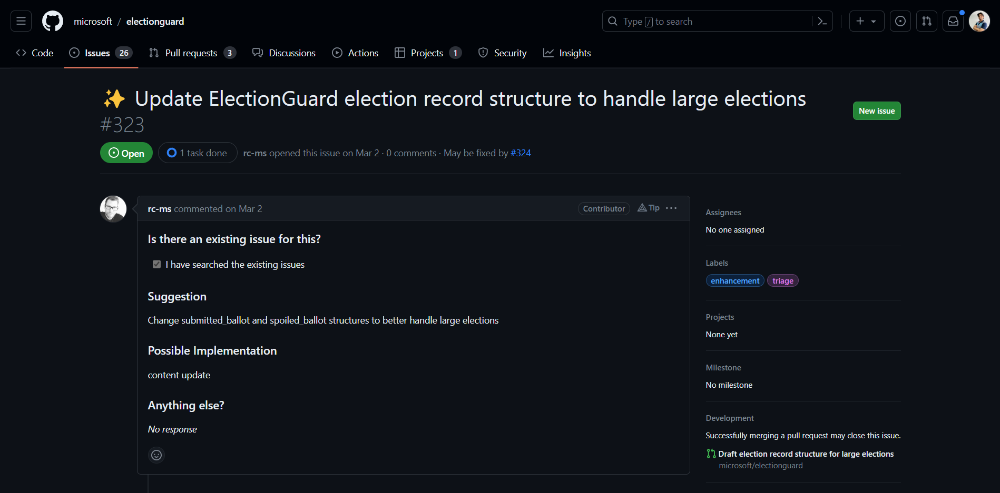 microsoft / electionguard
Type / to search
Code
Issues 26
Pull requests 3
Discussions
Actions
Projects 1
Security
Insights
✨ Update ElectionGuard election record structure to handle large elections
#323
New issue
Open
1 task done
rc-ms opened this issue on Mar 2 · 0 comments · May be fixed by #324
rc-ms commented on Mar 2
Contributor
Tip
Is there an existing issue for this?
I have searched the existing issues
Suggestion
Change submitted_ballot and spoiled_ballot structures to better handle large elections
Possible Implementation
content update
Anything else?
No response
Assignees
No one assigned
Labels
enhancement triage
Projects
None yet
Milestone
No milestone
Development
Successfully merging a pull request may close this issue.
Draft election record structure for large elections
microsoft/electionguard